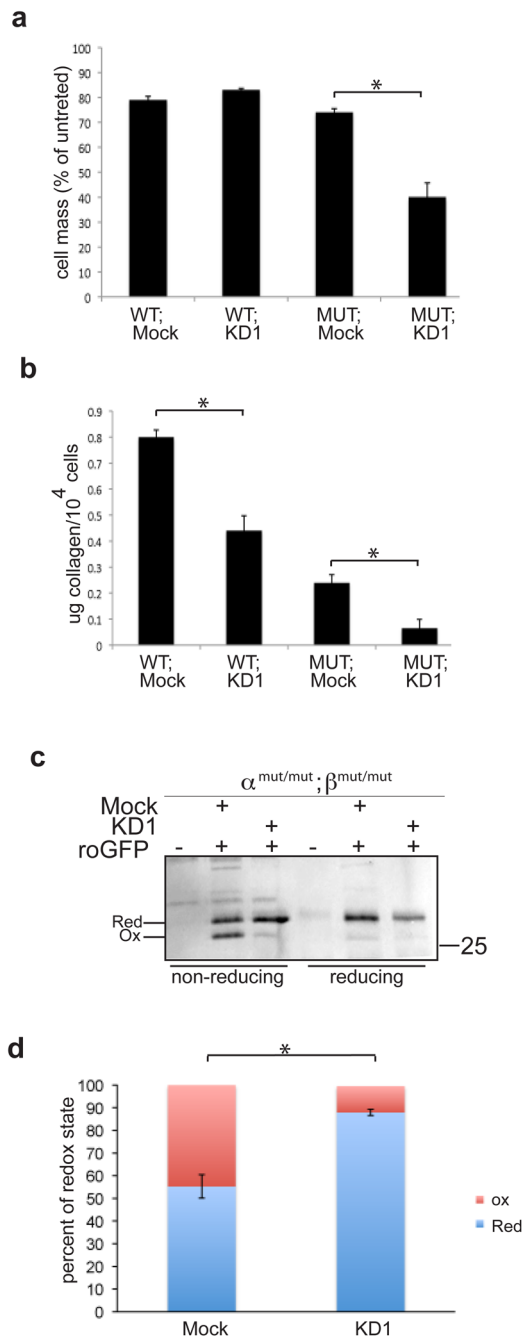 a
cell mass (% of untreted)
100
90
80
70
60
50
40
30
20
10
0
*
WT; Mock
WT; KD1
MUT; Mock
MUT; KD1
b
ug collagen/10⁴ cells
0.9
0.8
0.7
0.6
0.5
0.4
0.3
0.2
0.1
0
*
*
WT; Mock
WT; KD1
MUT; Mock
MUT; KD1
c
α^mut/mut;β^mut/mut
Mock + +
KD1 + +
roGFP - + + - + +
Red
Ox
25
non-reducing reducing
d
percent of redox state
100
90
80
70
60
50
40
30
20
10
0
*
Mock KD1
ox
Red